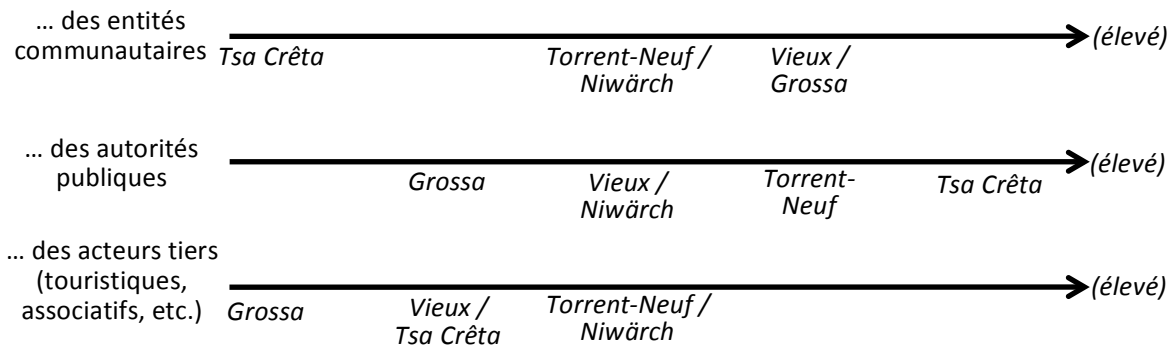 … des entités
communautaires
(élevé)
Tsa Crêta
Torrent-Neuf /
Niwärch
Vieux /
Grossa
… des autorités
publiques
(élevé)
Grossa
Vieux /
Niwärch
Torrent-
Neuf
Tsa Crêta
… des acteurs tiers
(touristiques,
associatifs, etc.)
(élevé)
Grossa
Vieux /
Tsa Crêta
Torrent-Neuf /
Niwärch